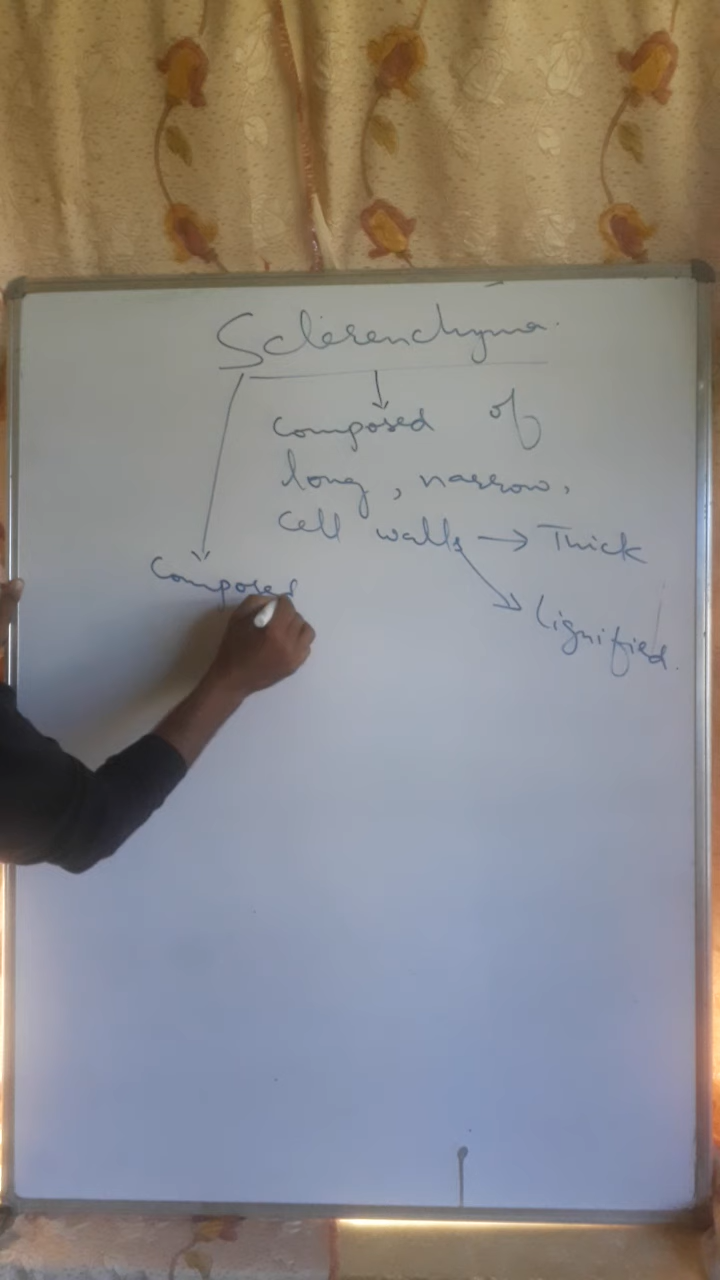 Sclerenchyma.
composed of
long, narrow,
Cell walls → Thick
Lignified.
Composed